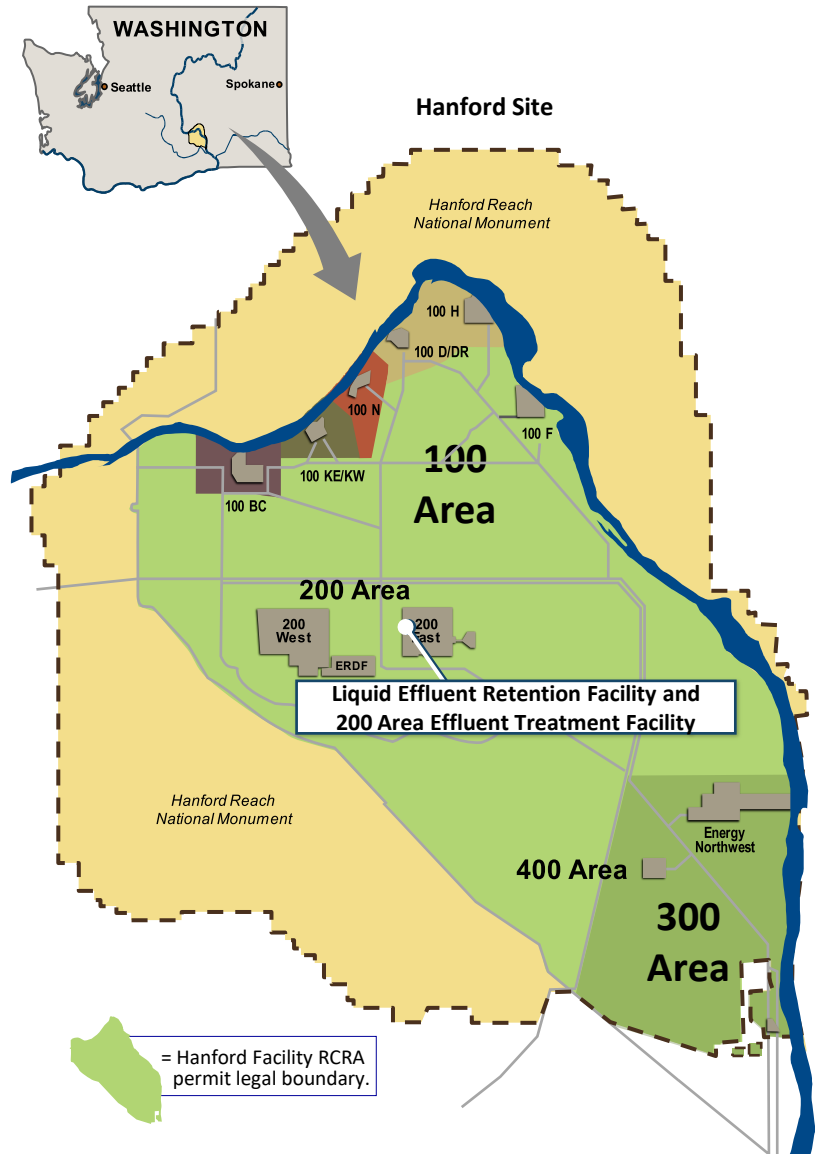 WASHINGTON
Seattle
Spokane
Hanford Site
Hanford Reach
National Monument
100 H
100 D/DR
100 N
100 F
100 KE/KW
100 BC
100
Area
200 Area
200
West
200
East
ERDF
Liquid Effluent Retention Facility and
200 Area Effluent Treatment Facility
Hanford Reach
National Monument
Energy
Northwest
400 Area
300
Area
= Hanford Facility RCRA
permit legal boundary.